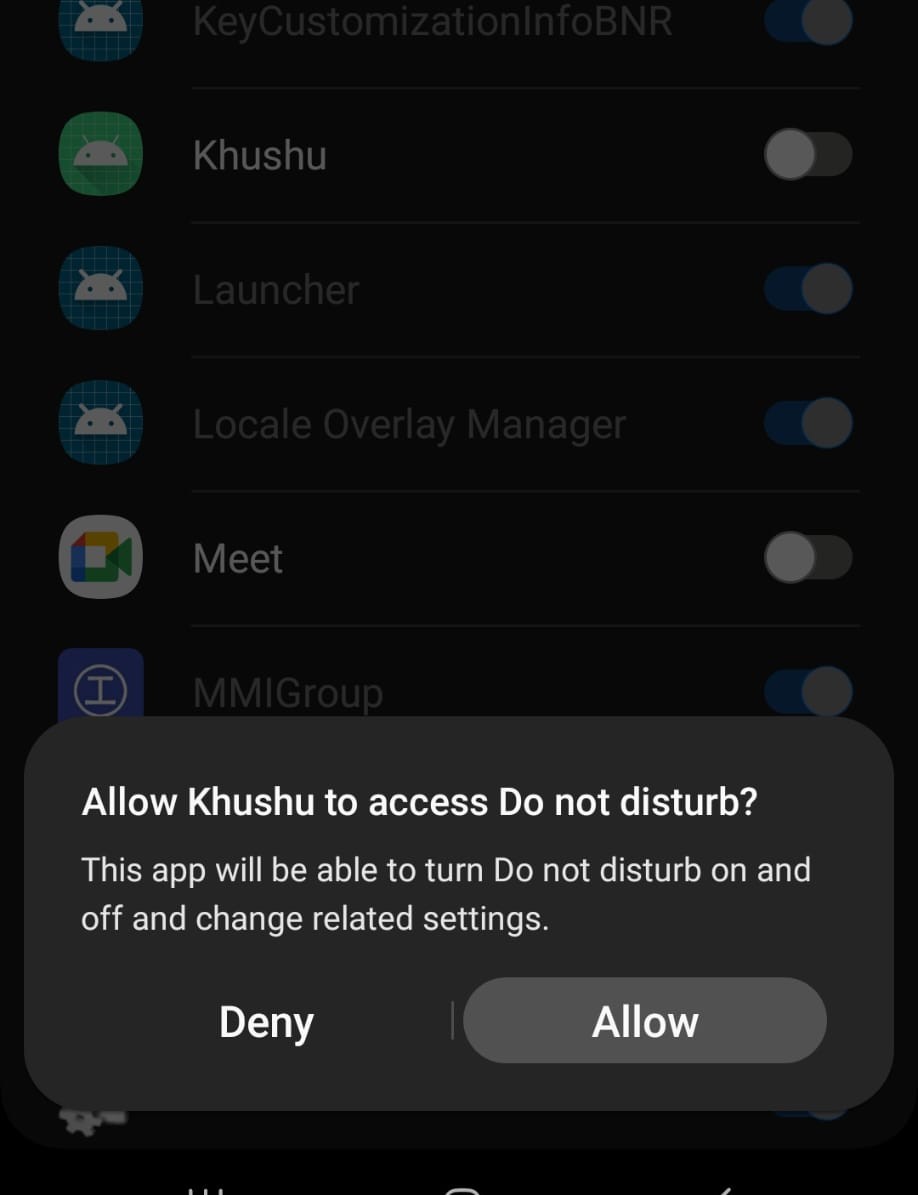 KeyCustomizationInfoBNR
Khushu
Launcher
Locale Overlay Manager
Meet
MMIGroup
Allow Khushu to access Do not disturb?
This app will be able to turn Do not disturb on and
off and change related settings.
Deny
Allow